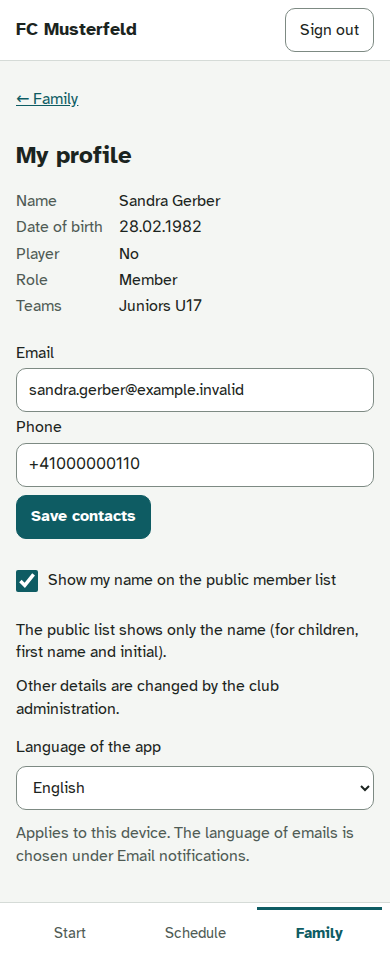 FC Musterfeld
Sign out
← Family
My profile
Name Sandra Gerber
Date of birth 28.02.1982
Player No
Role Member
Teams Juniors U17
Email
sandra.gerber@example.invalid
Phone
+41000000110
Save contacts
Show my name on the public member list
The public list shows only the name (for children,
first name and initial).
Other details are changed by the club
administration.
Language of the app
English
Applies to this device. The language of emails is
chosen under Email notifications.
Start Schedule Family